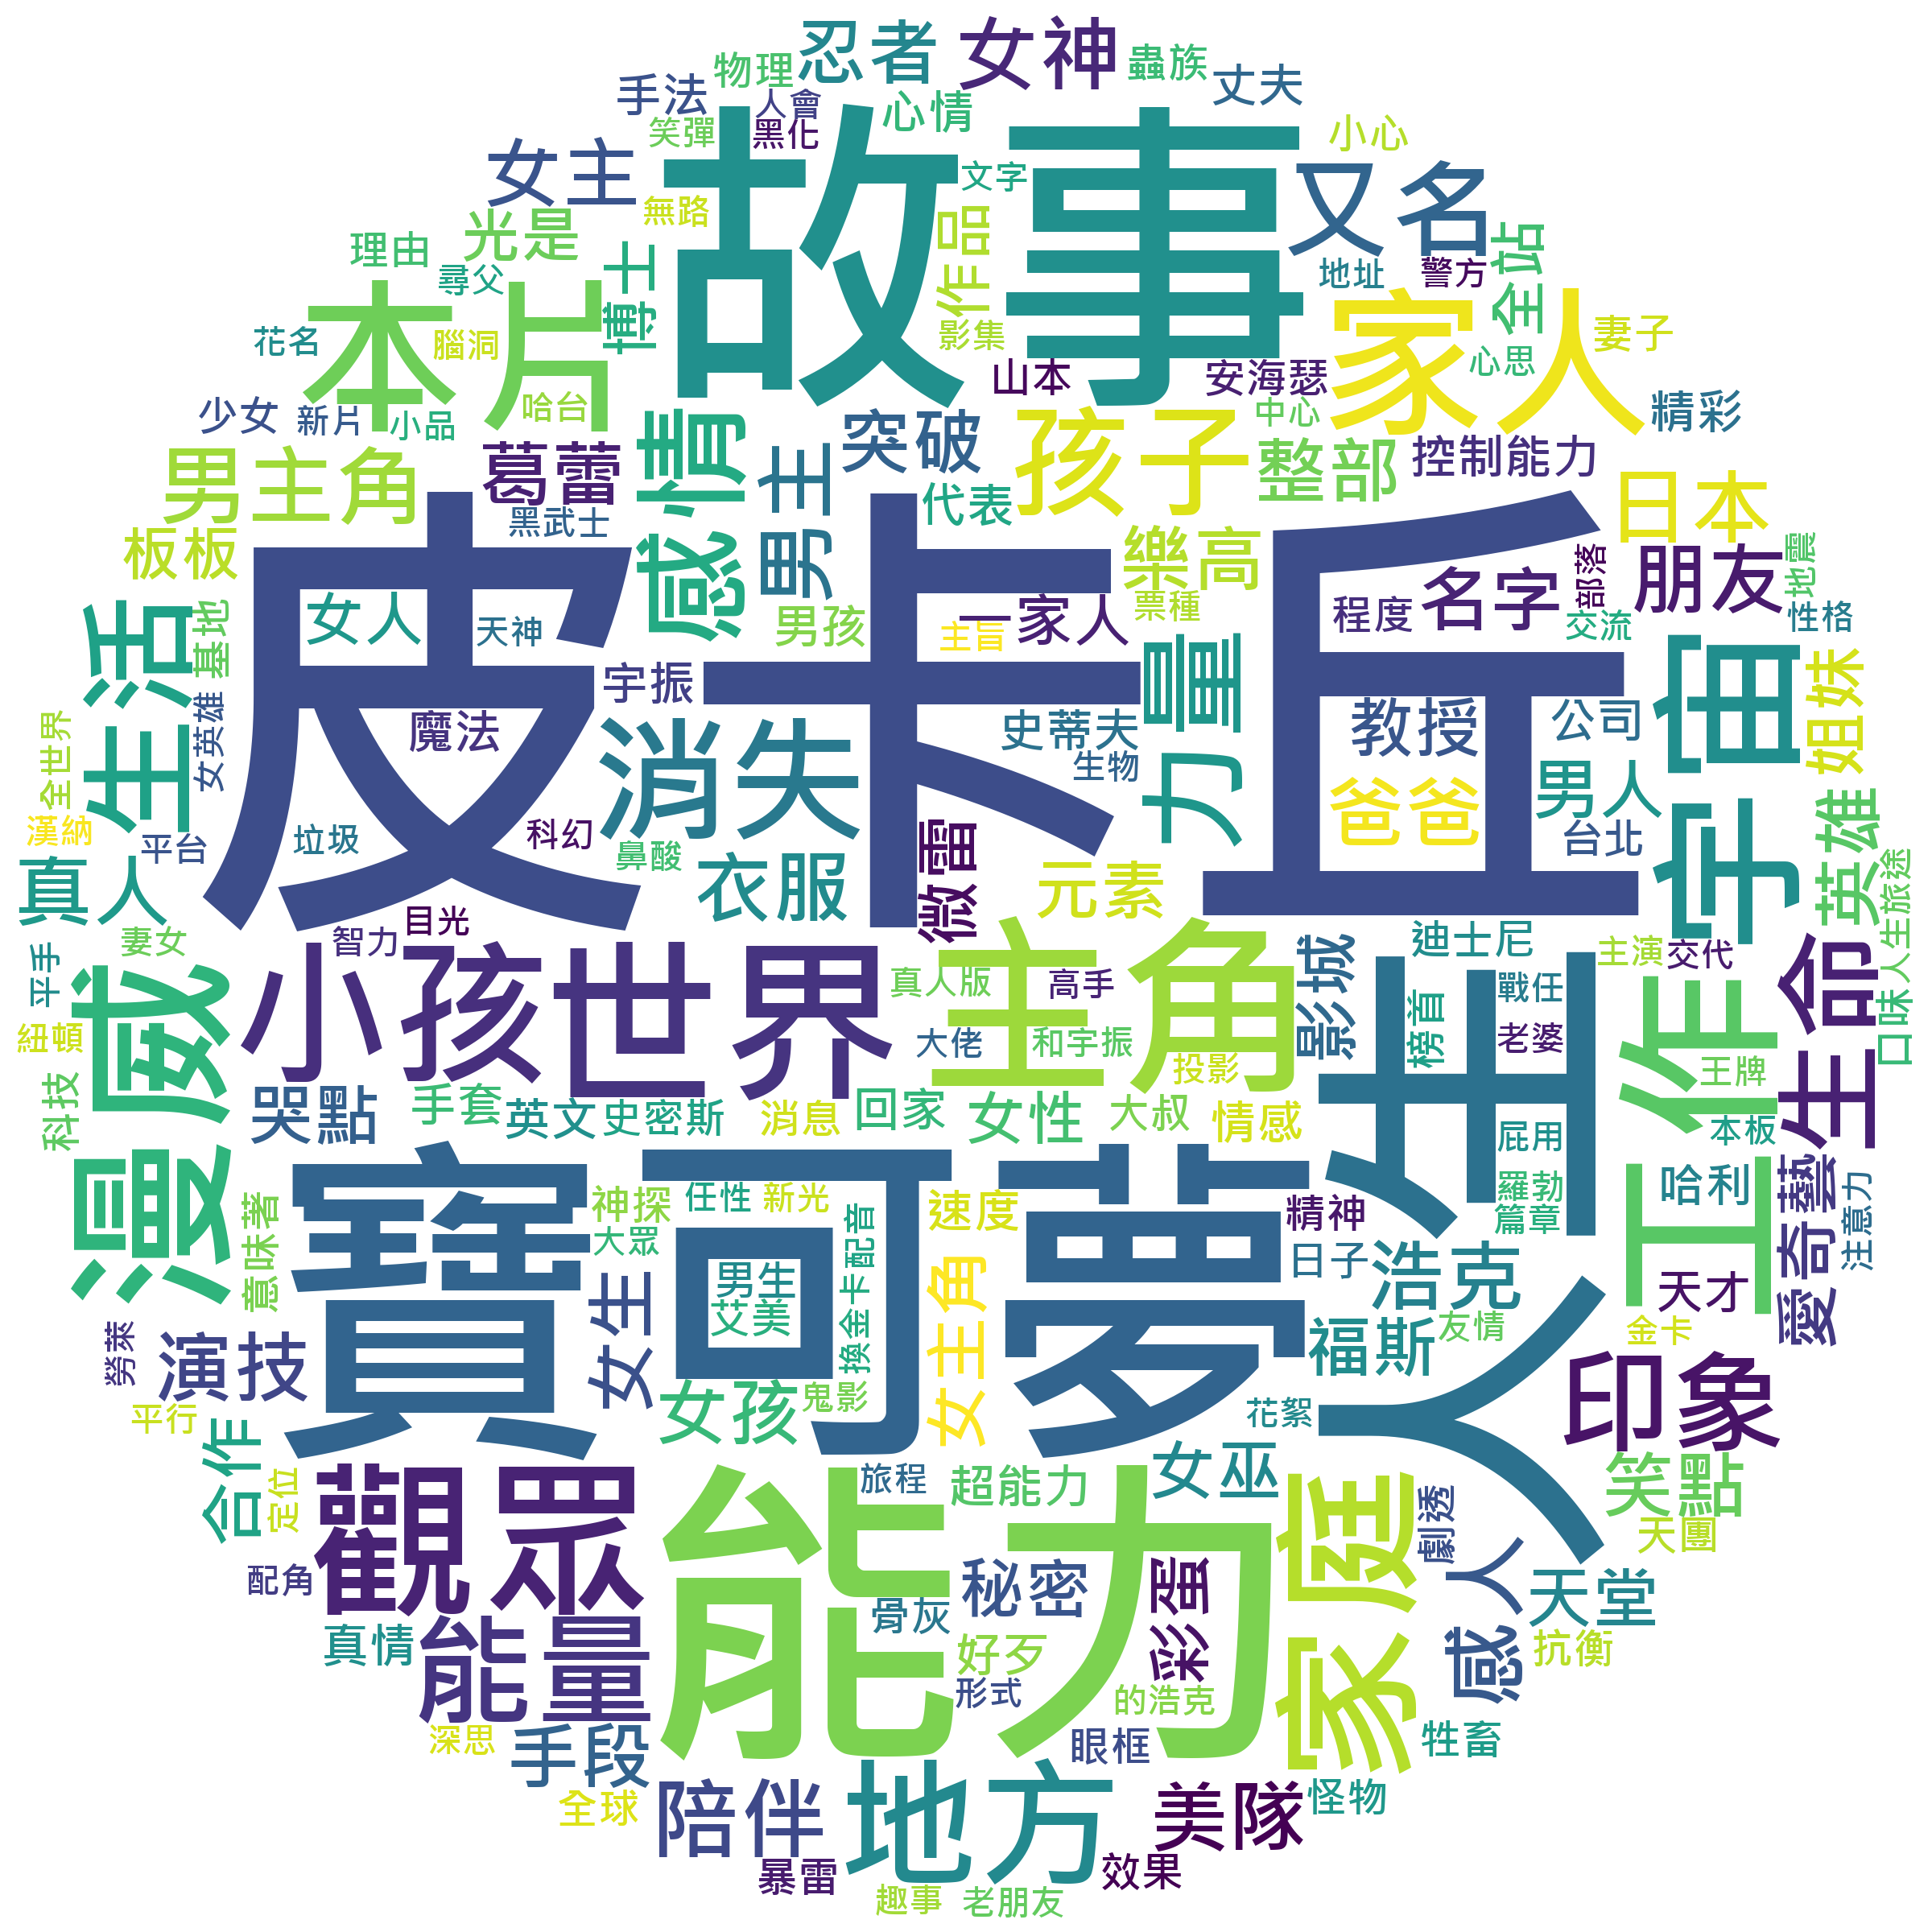 忍者
女神
物理
蟲族
丈夫
手法
人會
心情
笑彈
黑化
小心
女主
故事
又名
文字
無路
作品
光是
理由
博士
全站
尋父
地址
警方
本片
家人
花名
腦洞
影集
妻子
心思
山本
安海瑟
少女
新片
小品
哈台
中心
精彩
感情
突破
孩子
整部
控制能力
男主角
葛蕾
男主
代表
日本
板板
黑武士
樂高
皮卡丘
朋友
地震
名字
部落
程度
交流
性格
女人
天神
男孩
主旨
一家人
票種
生活
基地
宇振
力量
宇宙
姐妹
女英雄
魔法
消失
史蒂夫
教授
公司
生物
全世界
漢納
平台
垃圾
科幻
鼻酸
爸爸
男人
台北
英雄
真人
衣服
微雷
元素
人生旅途
目光
智力
妻女
小孩
世界
主角
影城
迪士尼
主演
交代
生命
平手
真人版
高手
戰任
榜首
口味
漫威
紐頓
大佬
和宇振
投影
老婆
王牌
工作
科技
哭點
手套
英文
史密斯
消息
回家
女性
大叔
情感
屁用
本板
人生
寶可夢
神探
任性
新光
速度
精神
羅勃
篇章
哈利
愛奇藝
注意力
意味著
大眾
配音
日子
浩克
男生
艾美
換金卡
女主角
天才
女生
福斯
友情
金卡
勞萊
演技
平行
女孩
鬼影
花絮
印象
合作
定位
觀眾
能力
旅程
超能力
女巫
家庭
劇透
笑點
天團
配角
秘密
彩蛋
感人
天堂
骨灰
真情
能量
好歹
抗衡
形式
的浩克
深思
手段
眼框
牲畜
全球
陪伴
地方
美隊
怪物
暴雷
效果
趣事
老朋友